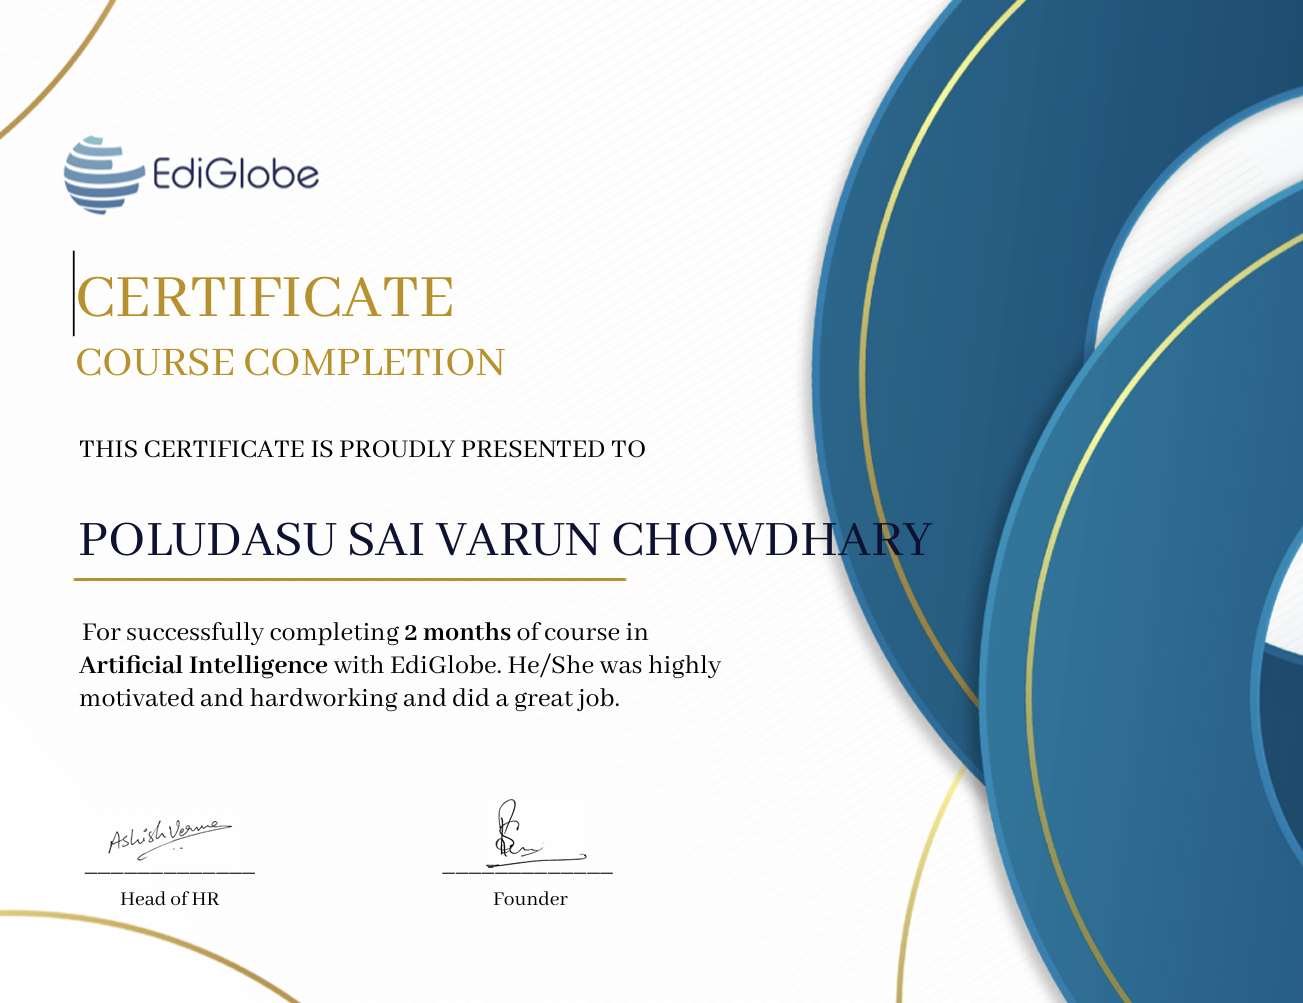 EdiGlobe
CERTIFICATE
COURSE COMPLETION
THIS CERTIFICATE IS PROUDLY PRESENTED TO
POLUDASU SAI VARUN CHOWDHARY
For successfully completing 2 months of course in
Artificial Intelligence with EdiGlobe. He/She was highly
motivated and hardworking and did a great job.
Ashish Verma
Head of HR
Founder